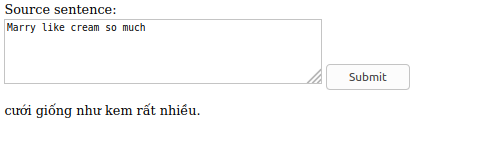 Source sentence:
Marry like cream so much
Submit
cưới giống như kem rất nhiều.